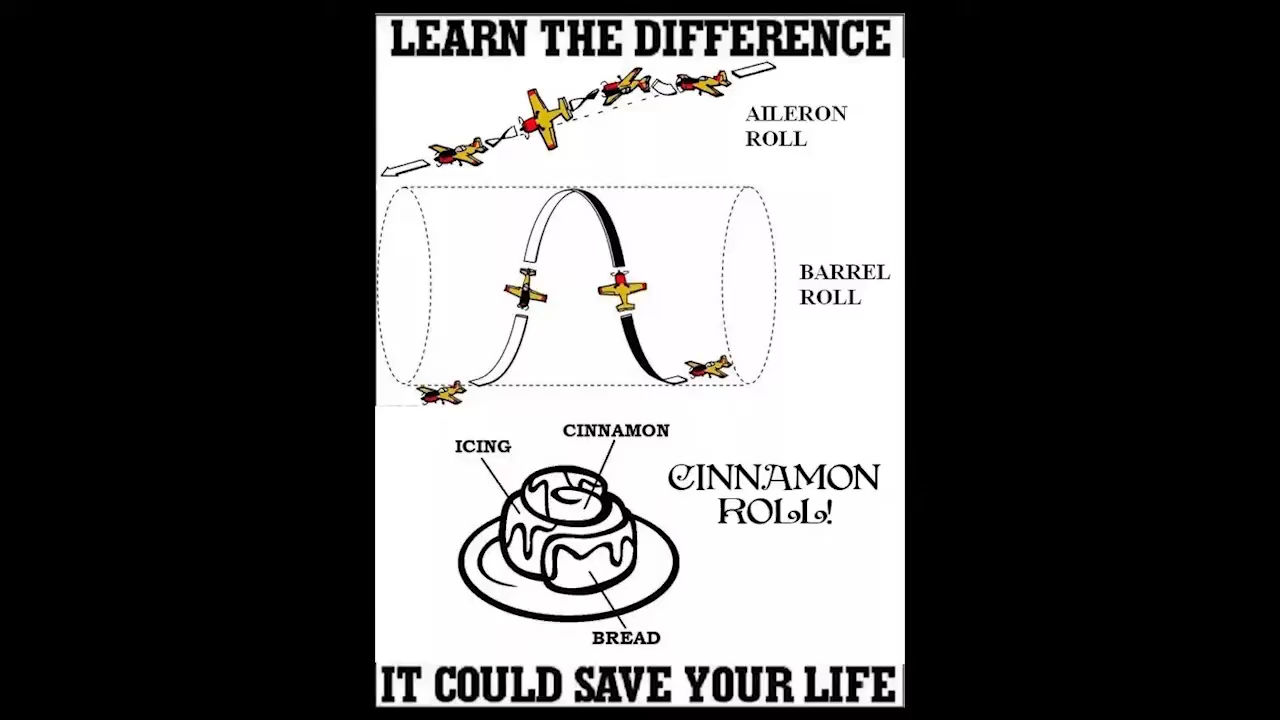 LEARN THE DIFFERENCE
AILERON
ROLL
BARREL
ROLL
CINNAMON
ICING
CINNAMON
ROLL!
BREAD
IT COULD SAVE YOUR LIFE